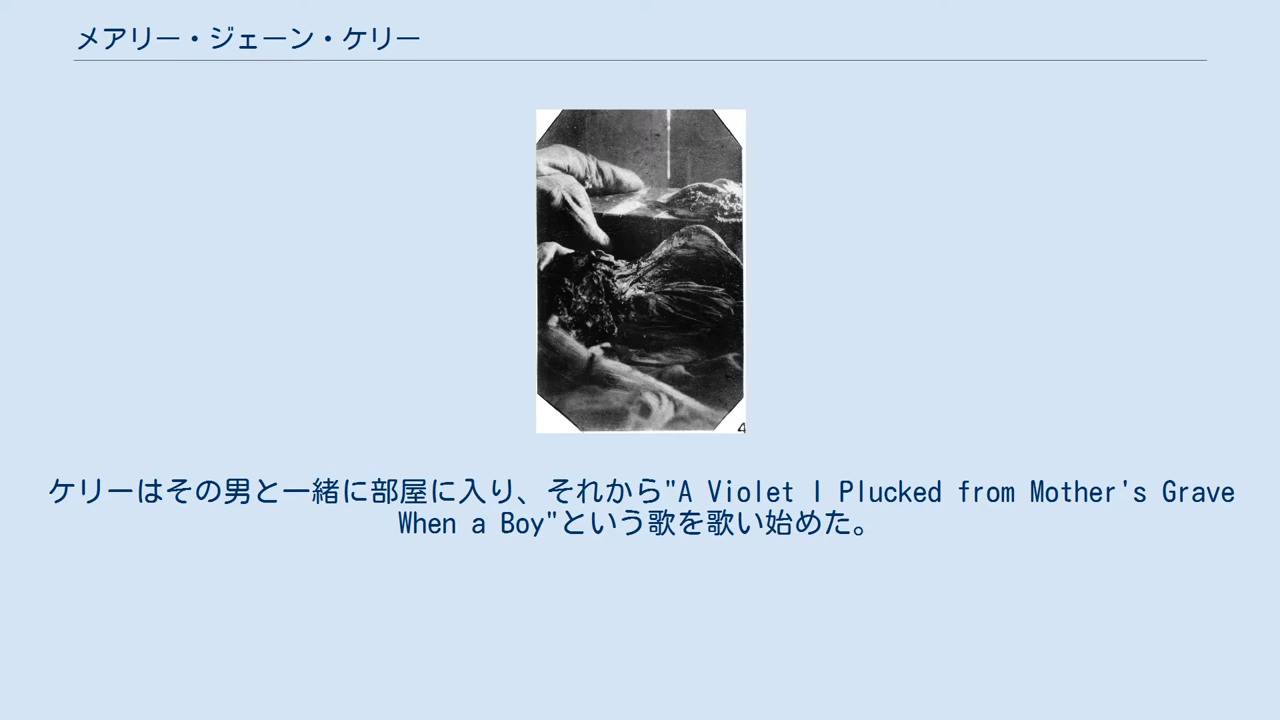 メアリー・ジェーン・ケリー
4
ケリーはその男と一緒に部屋に入り、それから"A Violet I Plucked from Mother's Grave
When a Boy"という歌を歌い始めた。